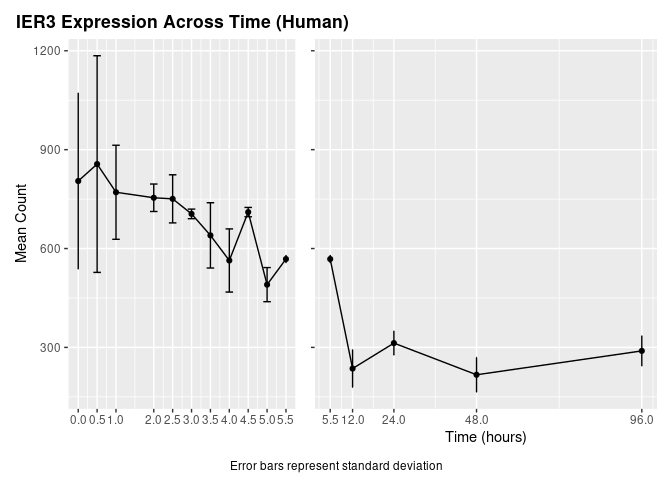 IER3 Expression Across Time (Human)
Mean Count
1200
900
600
300
0.0 0.5 1.0 2.0 2.5 3.0 3.5 4.0 4.5 5.0 5.5
5.5 12.0 24.0 48.0 96.0
Time (hours)
Error bars represent standard deviation